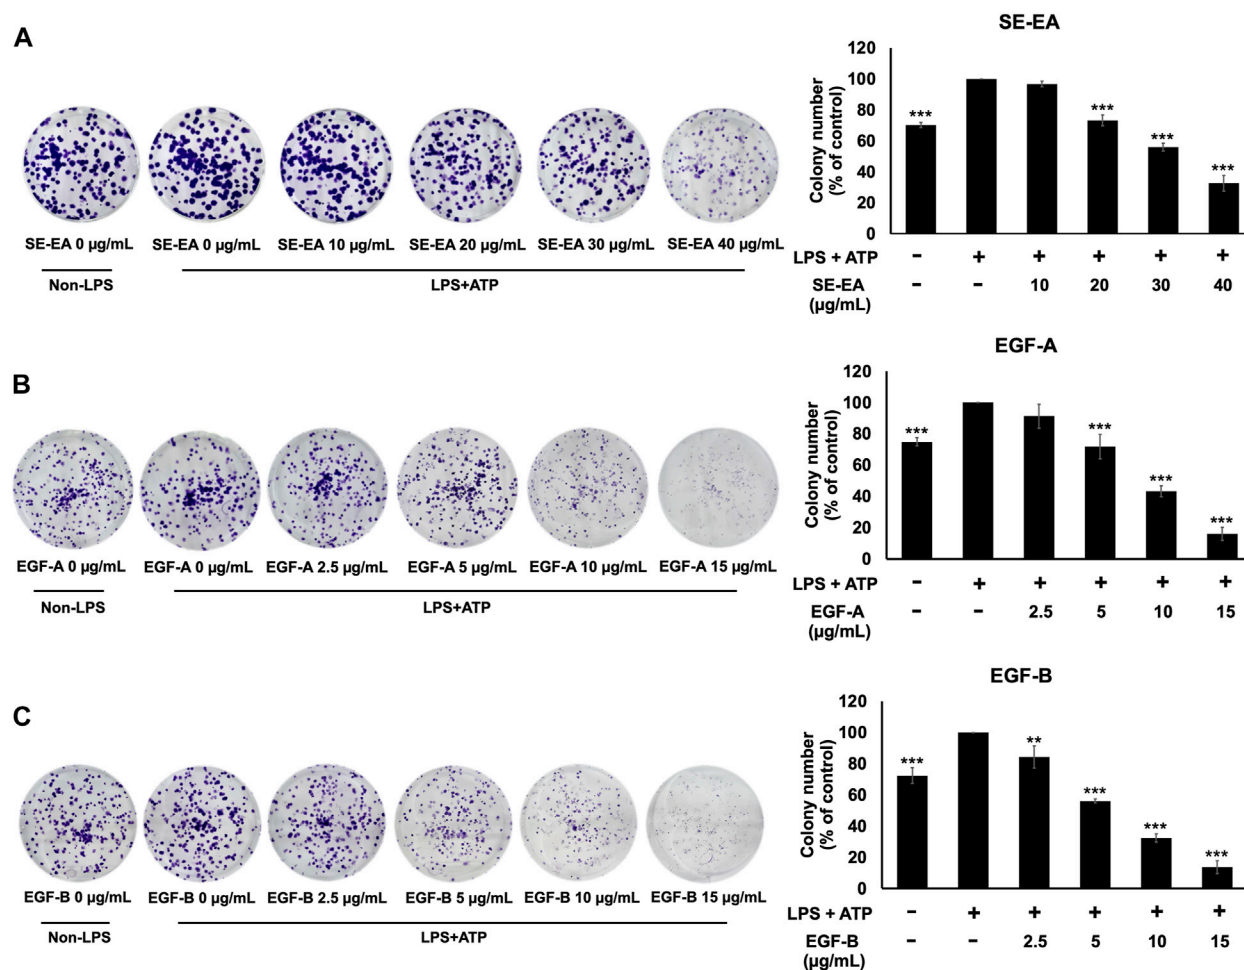 A
SE-EA 0 µg/mL SE-EA 0 µg/mL SE-EA 10 µg/mL SE-EA 20 µg/mL SE-EA 30 µg/mL SE-EA 40 µg/mL
Non-LPS LPS+ATP
SE-EA
Colony number
(% of control)
120
100
80
60
40
20
0
*** *** *** ***
LPS + ATP - + + + + +
SE-EA - - 10 20 30 40
(µg/mL)
B
EGF-A 0 µg/mL EGF-A 0 µg/mL EGF-A 2.5 µg/mL EGF-A 5 µg/mL EGF-A 10 µg/mL EGF-A 15 µg/mL
Non-LPS LPS+ATP
EGF-A
Colony number
(% of control)
120
100
80
60
40
20
0
*** *** *** ***
LPS + ATP - + + + + +
EGF-A - - 2.5 5 10 15
(µg/mL)
C
EGF-B 0 µg/mL EGF-B 0 µg/mL EGF-B 2.5 µg/mL EGF-B 5 µg/mL EGF-B 10 µg/mL EGF-B 15 µg/mL
Non-LPS LPS+ATP
EGF-B
Colony number
(% of control)
120
100
80
60
40
20
0
*** ** *** *** ***
LPS + ATP - + + + + +
EGF-B - - 2.5 5 10 15
(µg/mL)